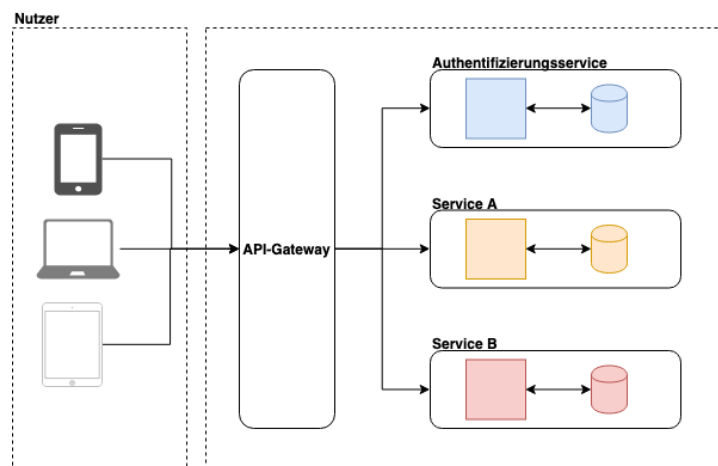 Nutzer
Authentifizierungsservice
Service A
API-Gateway
Service B